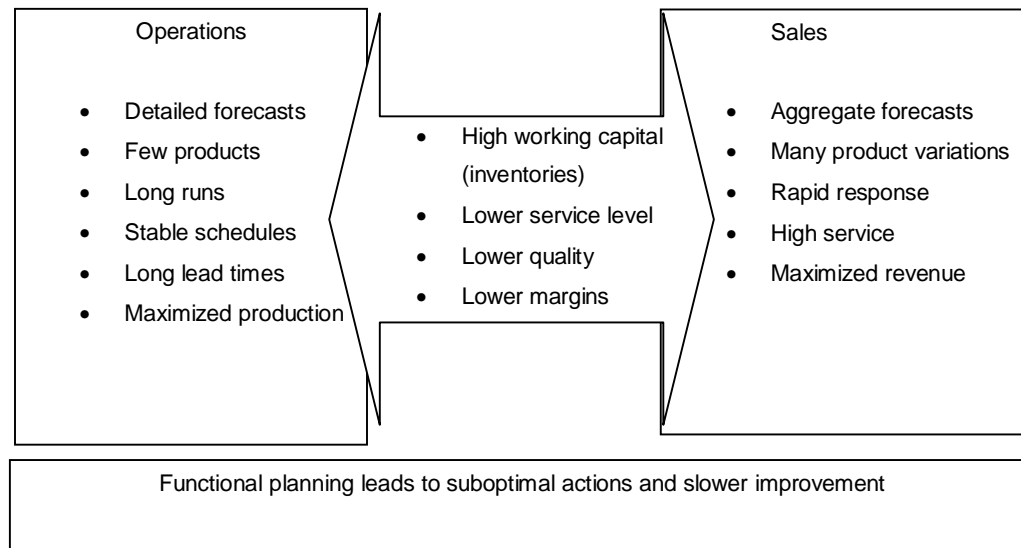 Operations
• Detailed forecasts
• Few products
• Long runs
• Stable schedules
• Long lead times
• Maximized production
• High working capital
(inventories)
• Lower service level
• Lower quality
• Lower margins
Sales
• Aggregate forecasts
• Many product variations
• Rapid response
• High service
• Maximized revenue
Functional planning leads to suboptimal actions and slower improvement